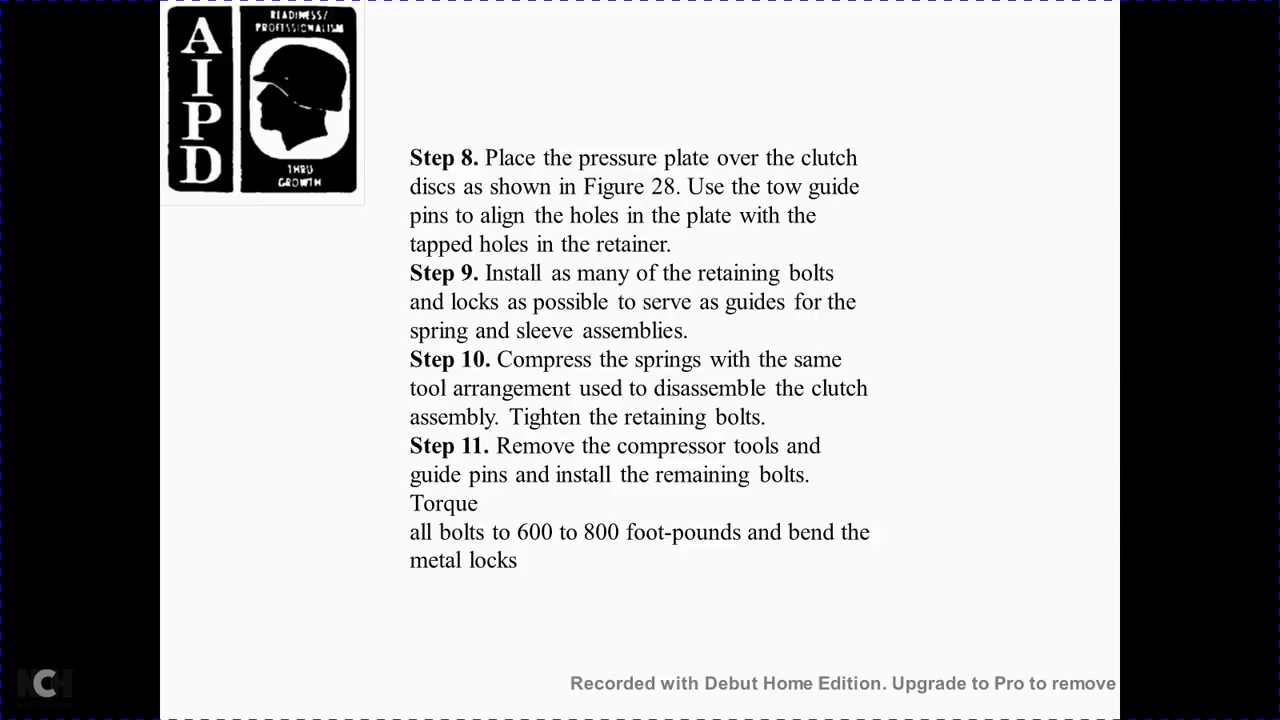 AIPD
READINESS/
PROFESSIONALISM
THRU
GROWTH
Step 8. Place the pressure plate over the clutch
discs as shown in Figure 28. Use the tow guide
pins to align the holes in the plate with the
tapped holes in the retainer.
Step 9. Install as many of the retaining bolts
and locks as possible to serve as guides for the
spring and sleeve assemblies.
Step 10. Compress the springs with the same
tool arrangement used to disassemble the clutch
assembly. Tighten the retaining bolts.
Step 11. Remove the compressor tools and
guide pins and install the remaining bolts.
Torque
all bolts to 600 to 800 foot-pounds and bend the
metal locks
NCH
Recorded with Debut Home Edition. Upgrade to Pro to remove